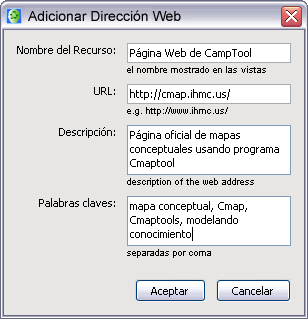 Adicionar Dirección Web
Nombre del Recurso:
Página Web de CampTool
el nombre mostrado en las vistas
URL:
http://cmap.ihmc.us/
e.g. http://www.ihmc.us/
Descripción:
Página oficial de mapas
conceptuales usando programa
Cmaptool
description of the web address
Palabras claves:
mapa conceptual, Cmap,
Cmaptools, modelando
conocimiento
separadas por coma
Aceptar
Cancelar